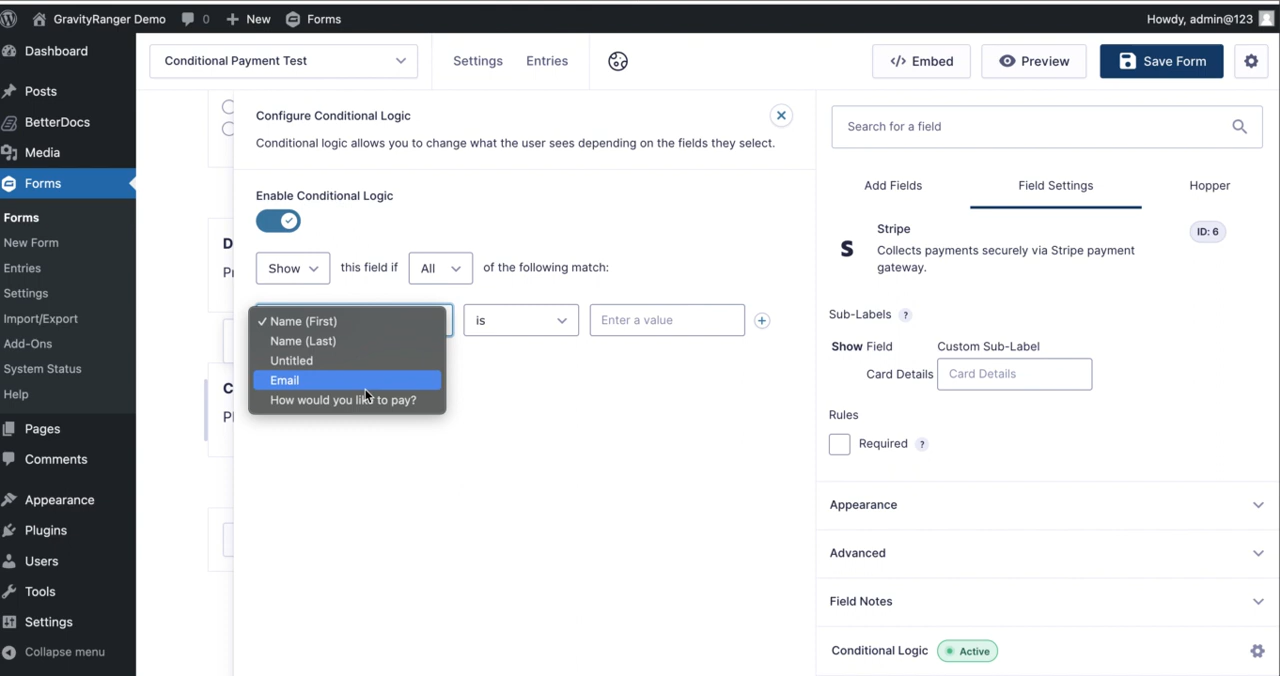 GravityRanger Demo
0
New
Forms
Howdy, admin@123
Dashboard
Posts
BetterDocs
Media
Forms
Forms
New Form
Entries
Settings
Import/Export
Add-Ons
System Status
Help
Pages
Comments
Appearance
Plugins
Users
Tools
Settings
Collapse menu
Conditional Payment Test
Settings
Entries
</> Embed
Preview
Save Form
Configure Conditional Logic
Conditional logic allows you to change what the user sees depending on the fields they select.
Enable Conditional Logic
Show this field if All of the following match:
Name (First)
Name (Last)
Untitled
Email
How would you like to pay?
is
Enter a value
D
Pr
C
Pl
Search for a field
Add Fields
Field Settings
Hopper
S
Stripe
ID: 6
Collects payments securely via Stripe payment
gateway.
Sub-Labels ?
Show Field
Custom Sub-Label
Card Details
Card Details
Rules
Required ?
Appearance
Advanced
Field Notes
Conditional Logic
Active